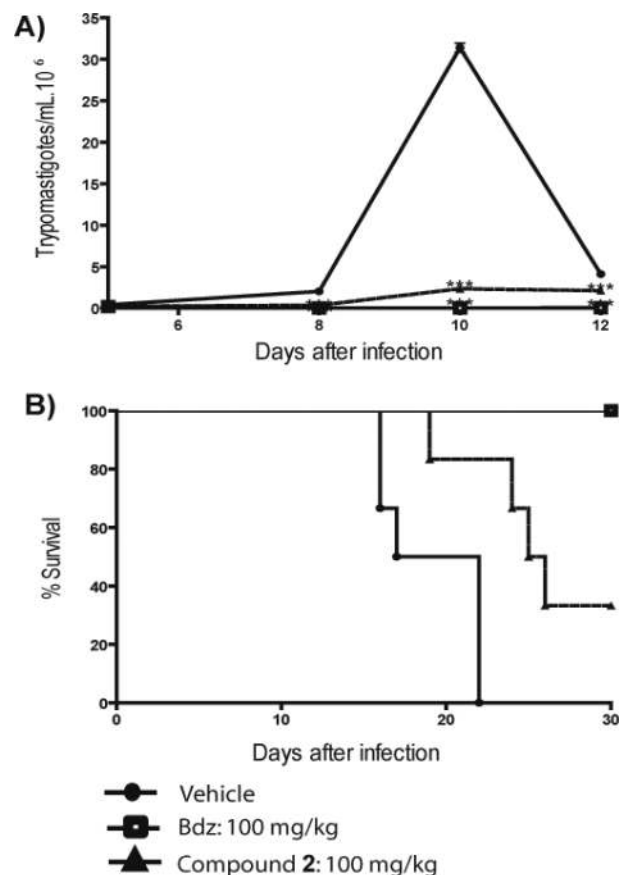 A)
35
30
25
20
15
10
5
0
Trypomastigotes/mL.10 6
6 8 10 12
*** *** *** *** ***
Days after infection
B)
100
80
60
40
20
0
% Survival
0 10 20 30
Days after infection
Vehicle
Bdz: 100 mg/kg
Compound 2: 100 mg/kg